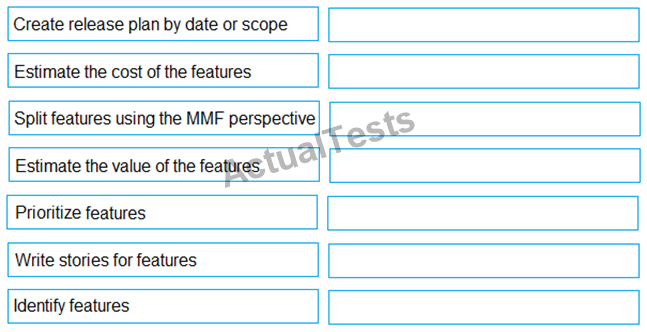 Create release plan by date or scope
Estimate the cost of the features
Split features using the MMF perspective
Estimate the value of the features
Prioritize features
Write stories for features
Identify features
ActualTests